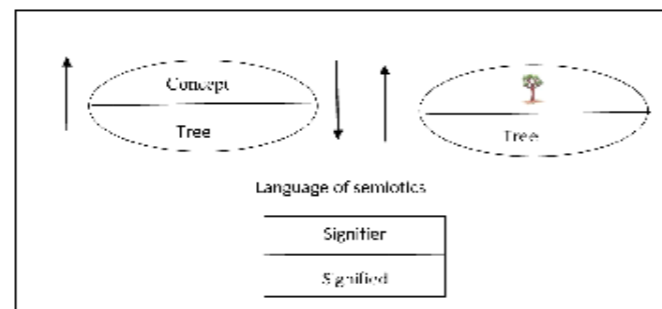 Concept
Tree
Tree
Language of semiotics
Signifier
Signified